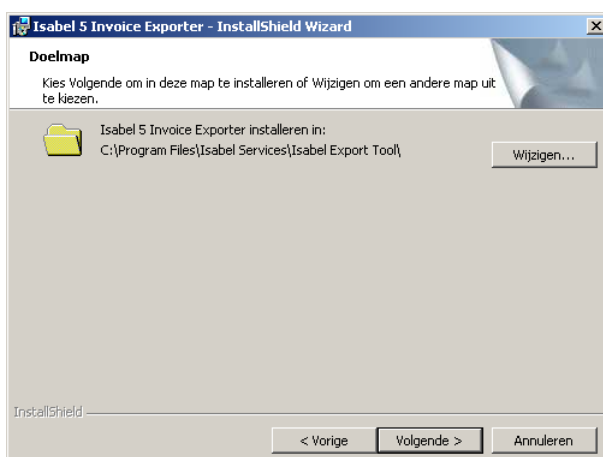 Isabel 5 Invoice Exporter - InstallShield Wizard
Doelmap
Kies Volgende om in deze map te installeren of Wijzigen om een andere map uit
te kiezen.
Isabel 5 Invoice Exporter installeren in:
C:\Program Files\Isabel Services\Isabel Export Tool\
Wijzigen...
InstallShield
< Vorige
Volgende >
Annuleren